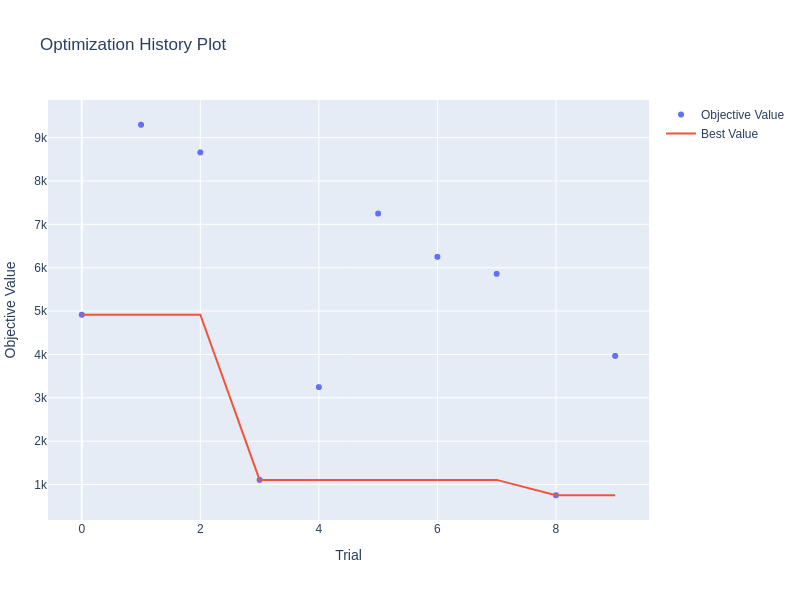 Optimization History Plot
Objective Value
Best Value
9k
8k
7k
6k
5k
4k
3k
2k
1k
Objective Value
0 2 4 6 8
Trial